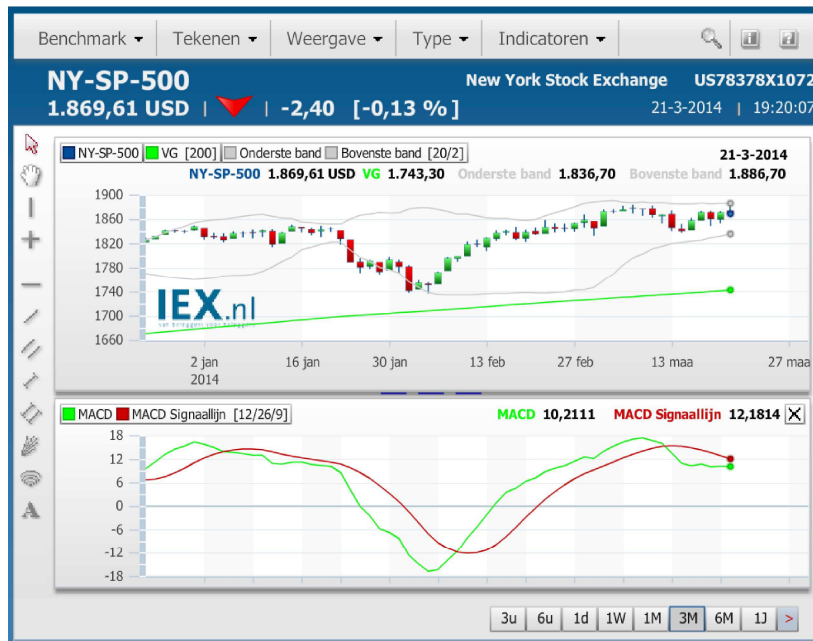 Benchmark Tekenen Weergave Type Indicatoren
NY-SP-500 New York Stock Exchange US78378X1072
1.869,61 USD | | -2,40 [-0,13 %] 21-3-2014 | 19:20:07
NY-SP-500 VG [200] Onderste band Bovenste band [20/2] 21-3-2014
NY-SP-500 1.869,61 USD VG 1.743,30 Onderste band 1.836,70 Bovenste band 1.886,70
1900
1860
1820
1780
1740
1700
1660
IEX.nl
van beleggers voor beleggers
2 jan 16 jan 30 jan 13 feb 27 feb 13 maa 27 maa
2014
MACD MACD Signaallijn [12/26/9] MACD 10,2111 MACD Signaallijn 12,1814
18
12
6
0
-6
-12
-18
A
3u 6u 1d 1W 1M 3M 6M 1J >